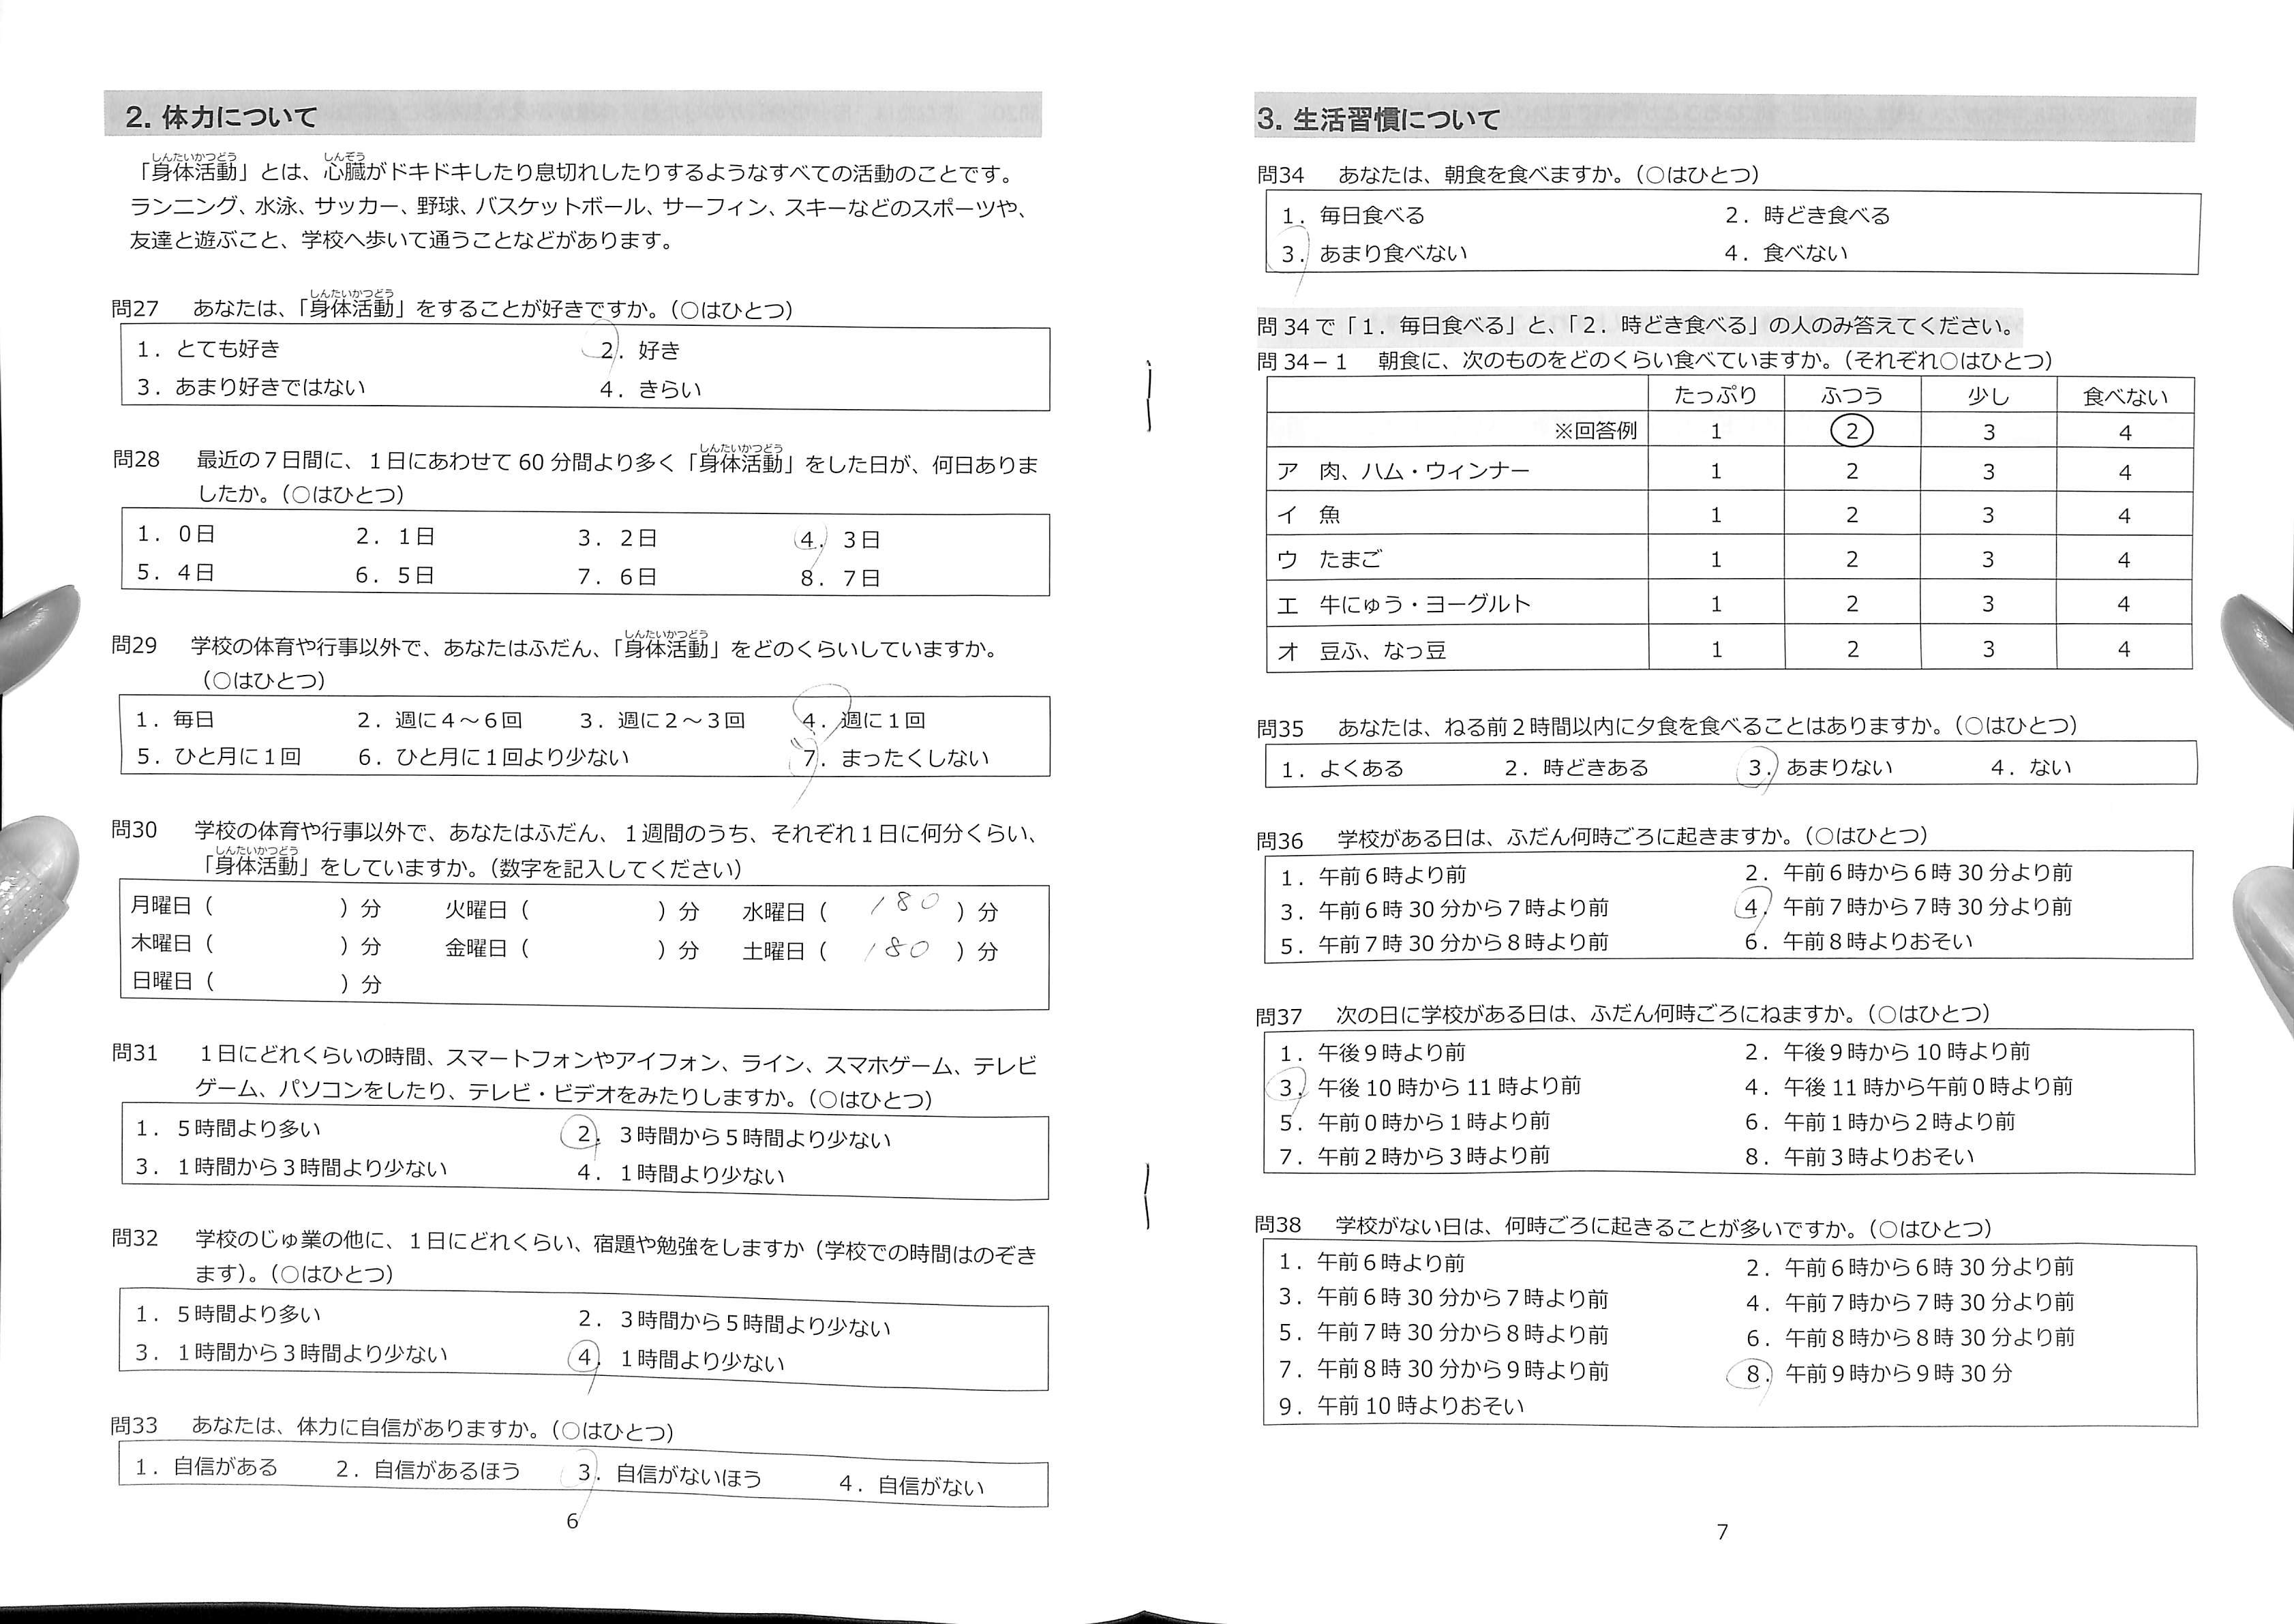 2. 体力について
「身体活動」とは、心臓がドキドキしたり息切れしたりするようなすべての活動のことです。
ランニング、水泳、サッカー、野球、バスケットボール、サーフィン、スキーなどのスポーツや、
友達と遊ぶこと、学校へ歩いて通うことなどがあります。
問27 あなたは、「身体活動」をすることが好きですか。（○はひとつ）
1．とても好き 2．好き
3．あまり好きではない 4．きらい
問28 最近の７日間に、１日にあわせて 60 分間より多く「身体活動」をした日が、何日ありま
したか。（○はひとつ）
1．0日 2．1日 3．2日 4．3日
5．4日 6．5日 7．6日 8．7日
問29 学校の体育や行事以外で、あなたはふだん、「身体活動」をどのくらいしていますか。
（○はひとつ）
1．毎日 2．週に４～６回 3．週に２～３回 4．週に１回
5．ひと月に１回 6．ひと月に１回より少ない 7．まったくしない
問30 学校の体育や行事以外で、あなたはふだん、１週間のうち、それぞれ１日に何分くらい、
「身体活動」をしていますか。（数字を記入してください）
月曜日（ ）分 火曜日（ ）分 水曜日（ 180 ）分
木曜日（ ）分 金曜日（ ）分 土曜日（ 180 ）分
日曜日（ ）分
問31 １日にどれくらいの時間、スマートフォンやアイフォン、ライン、スマホゲーム、テレビ
ゲーム、パソコンをしたり、テレビ・ビデオをみたりしますか。（○はひとつ）
1．５時間より多い 2．３時間から５時間より少ない
3．１時間から３時間より少ない 4．１時間より少ない
問32 学校のじゅ業の他に、１日にどれくらい、宿題や勉強をしますか（学校での時間はのぞき
ます）。（○はひとつ）
1．５時間より多い 2．３時間から５時間より少ない
3．１時間から３時間より少ない 4．１時間より少ない
問33 あなたは、体力に自信がありますか。（○はひとつ）
1．自信がある 2．自信があるほう 3．自信がないほう 4．自信がない
6
3. 生活習慣について
問34 あなたは、朝食を食べますか。（○はひとつ）
1．毎日食べる 2．時どき食べる
3．あまり食べない 4．食べない
問 34 で「１．毎日食べる」と、「２．時どき食べる」の人のみ答えてください。
問 34－１ 朝食に、次のものをどのくらい食べていますか。（それぞれ○はひとつ）
たっぷり ふつう 少し 食べない
※回答例 1 2 3 4
ア 肉、ハム・ウィンナー 1 2 3 4
イ 魚 1 2 3 4
ウ たまご 1 2 3 4
エ 牛にゅう・ヨーグルト 1 2 3 4
オ 豆ふ、なっ豆 1 2 3 4
問35 あなたは、ねる前２時間以内に夕食を食べることはありますか。（○はひとつ）
1．よくある 2．時どきある 3．あまりない 4．ない
問36 学校がある日は、ふだん何時ごろに起きますか。（○はひとつ）
1．午前６時より前 2．午前６時から６時 30 分より前
3．午前６時 30 分から７時より前 4．午前７時から７時 30 分より前
5．午前７時 30 分から８時より前 6．午前８時よりおそい
問37 次の日に学校がある日は、ふだん何時ごろにねますか。（○はひとつ）
1．午後９時より前 2．午後９時から 10 時より前
3．午後 10 時から 11 時より前 4．午後 11 時から午前０時より前
5．午前０時から１時より前 6．午前１時から２時より前
7．午前２時から３時より前 8．午前３時よりおそい
問38 学校がない日は、何時ごろに起きることが多いですか。（○はひとつ）
1．午前６時より前 2．午前６時から６時 30 分より前
3．午前６時 30 分から７時より前 4．午前７時から７時 30 分より前
5．午前７時 30 分から８時より前 6．午前８時から８時 30 分より前
7．午前８時 30 分から９時より前 8．午前９時から９時 30 分
9．午前 10 時よりおそい
7